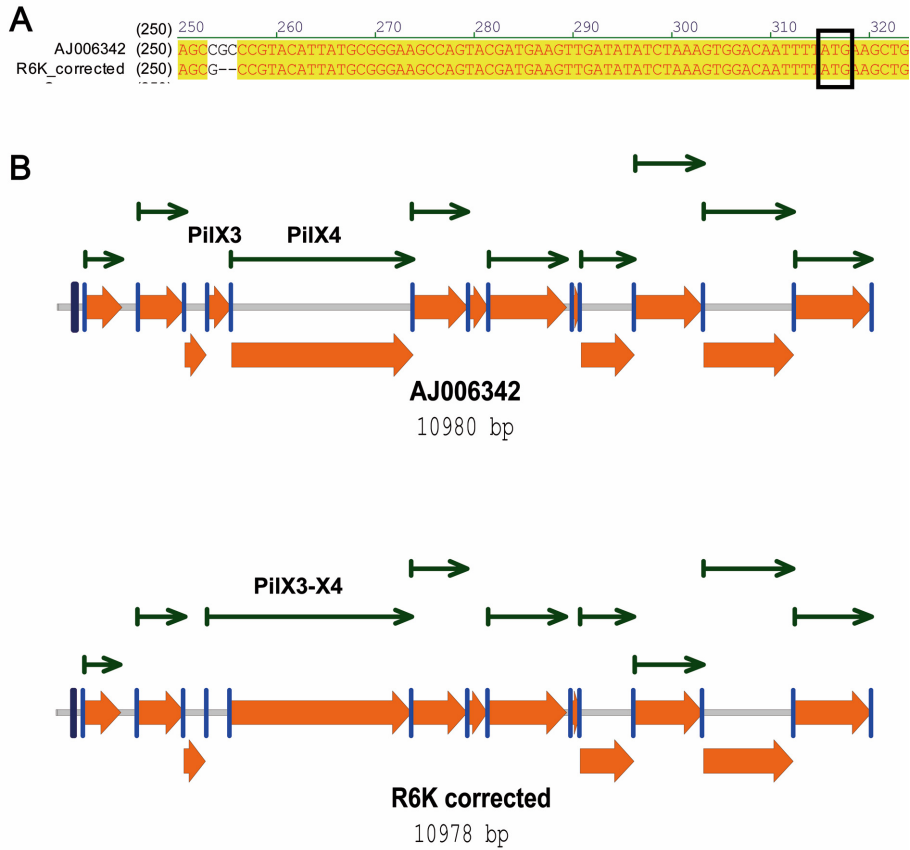 A
(250) 250 260 270 280 290 300 310 320
AJ006342 (250) AGCCGCCCGTACATTATGCGGGAAGCCAGTACGATGAAGTTGATATATCTAAAGTGGACAATTTTATGAAGCTG
R6K_corrected (250) AGCG--CCGTACATTATGCGGGAAGCCAGTACGATGAAGTTGATATATCTAAAGTGGACAATTTTATGAAGCTG
B
PilX3 PilX4
AJ006342
10980 bp
PilX3-X4
R6K corrected
10978 bp